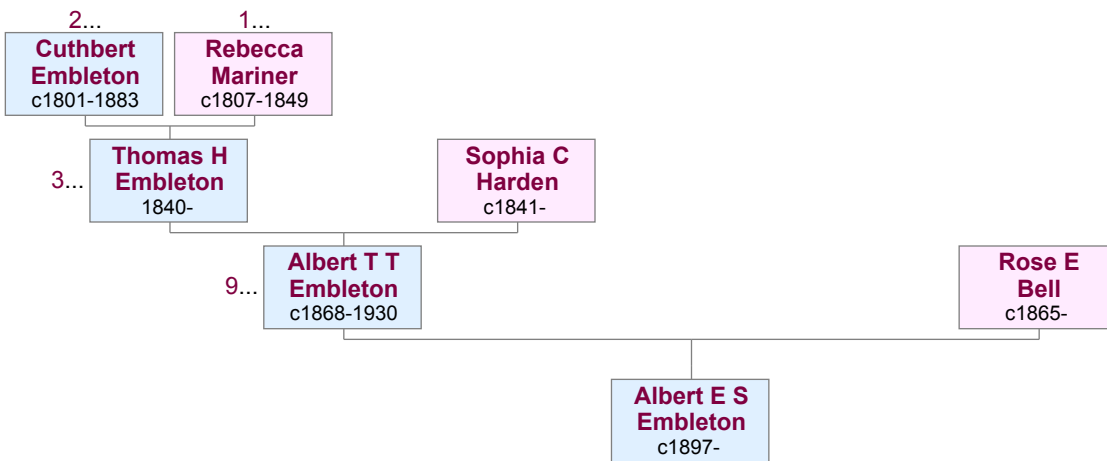 2...
1...
Cuthbert
Embleton
c1801-1883
Rebecca
Mariner
c1807-1849
3...
Thomas H
Embleton
1840-
Sophia C
Harden
c1841-
9...
Albert T T
Embleton
c1868-1930
Rose E
Bell
c1865-
Albert E S
Embleton
c1897-